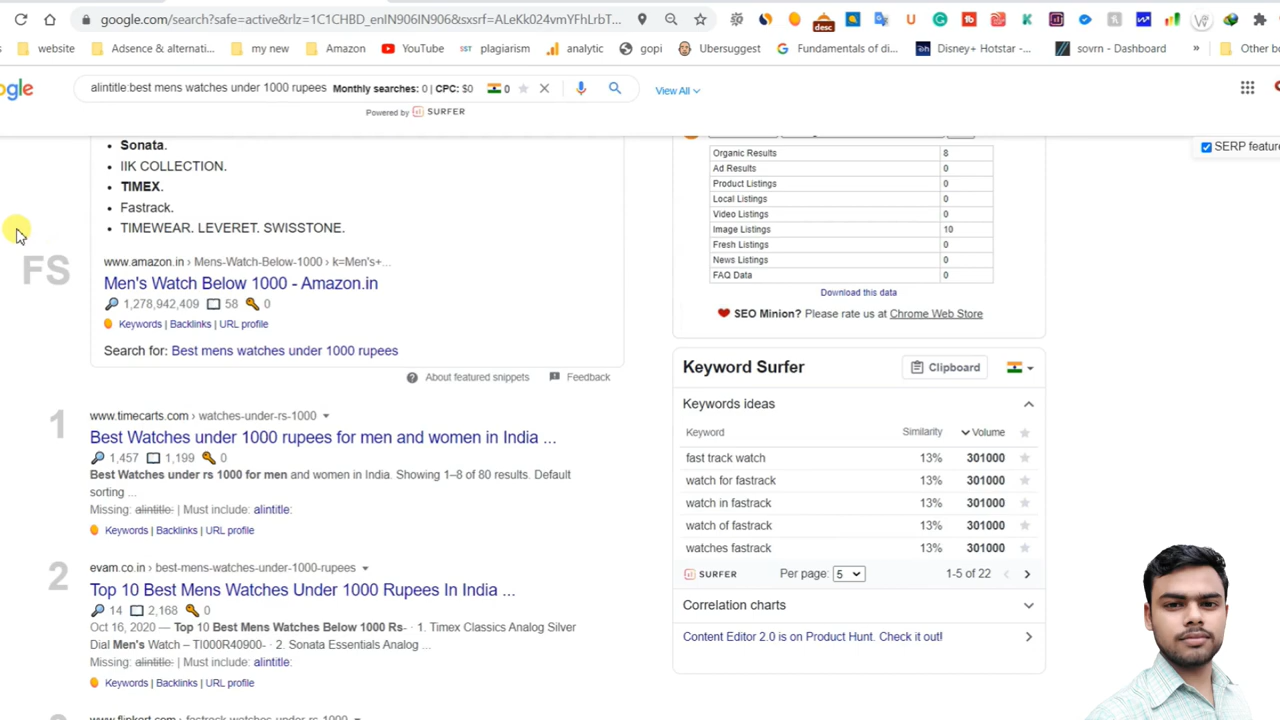 google.com/search?safe=active&rlz=1C1CHBD_enIN906IN906&sxsrf=ALeKk024vmYFhLrbT...
desc
website
Adsence & alternati...
my new
Amazon
YouTube
SST plagiarism
analytic
gopi
Ubersuggest
Fundamentals of di...
Disney+ Hotstar -...
sovrn - Dashboard
»
Other bo
gle
alintitle:best mens watches under 1000 rupees
Monthly searches: 0 | CPC: $0
0
View All
Powered by SURFER
SERP feature
Sonata.
IIK COLLECTION.
TIMEX.
Fastrack.
TIMEWEAR. LEVERET. SWISSTONE.
FS
www.amazon.in › Mens-Watch-Below-1000 › k=Men's+...
Men's Watch Below 1000 - Amazon.in
1,278,942,409 58 0
Keywords | Backlinks | URL profile
Search for: Best mens watches under 1000 rupees
About featured snippets
Feedback
1
www.timecarts.com › watches-under-rs-1000
Best Watches under 1000 rupees for men and women in India ...
1,457 1,199 0
Best Watches under rs 1000 for men and women in India. Showing 1–8 of 80 results. Default
sorting ...
Missing: alintitle: | Must include: alintitle:
Keywords | Backlinks | URL profile
2
evam.co.in › best-mens-watches-under-1000-rupees
Top 10 Best Mens Watches Under 1000 Rupees In India ...
14 2,168 0
Oct 16, 2020 — Top 10 Best Mens Watches Below 1000 Rs- · 1. Timex Classics Analog Silver
Dial Men's Watch – TI000R40900- · 2. Sonata Essentials Analog ...
Missing: alintitle: | Must include: alintitle:
Keywords | Backlinks | URL profile
www.flipkart.com › fastrack-watches-under-rs-1000
Organic Results 8
Ad Results 0
Product Listings 0
Local Listings 0
Video Listings 0
Image Listings 10
Fresh Listings 0
News Listings 0
FAQ Data 0
Download this data
SEO Minion? Please rate us at Chrome Web Store
Keyword Surfer
Clipboard
Keywords ideas
Keyword Similarity Volume
fast track watch 13% 301000
watch for fastrack 13% 301000
watch in fastrack 13% 301000
watch of fastrack 13% 301000
watches fastrack 13% 301000
SURFER
Per page: 5
1-5 of 22
Correlation charts
Content Editor 2.0 is on Product Hunt. Check it out!